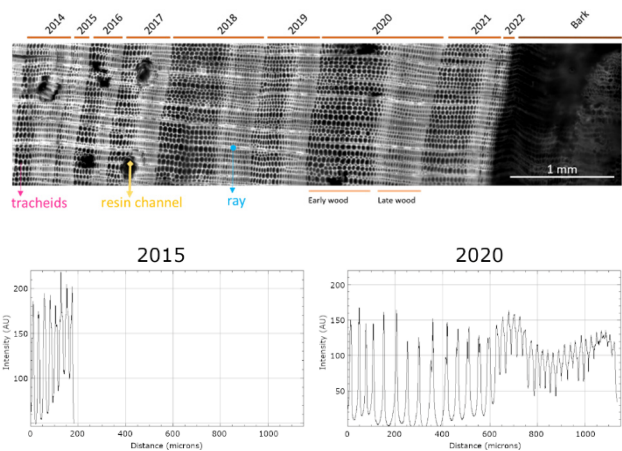 2014 2015 2016 2017 2018 2019 2020 2021 2022 Bark
1 mm
tracheids resin channel ray Early wood Late wood
2015 2020
Intensity (AU)
200
150
100
0 200 400 600 800 1000
Distance (microns)
Intensity (AU)
200
150
100
50
0 200 400 600 800 1000
Distance (microns)